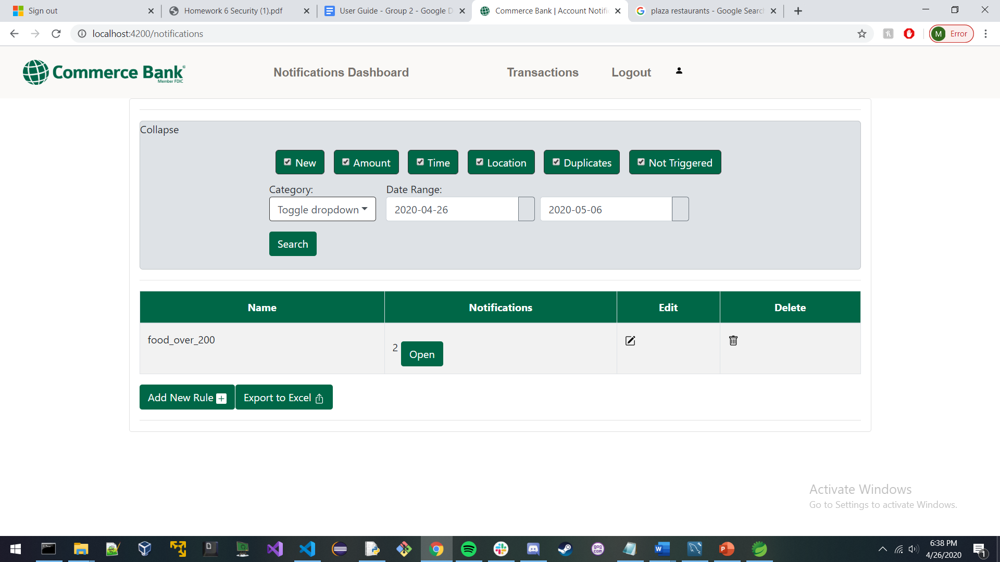 Sign out
Homework 6 Security (1).pdf
User Guide - Group 2 - Google D
Commerce Bank | Account Notifi
plaza restaurants - Google Searc
localhost:4200/notifications
M Error
Commerce Bank
Member FDIC
Notifications Dashboard
Transactions
Logout
Collapse
New
Amount
Time
Location
Duplicates
Not Triggered
Category:
Date Range:
Toggle dropdown
2020-04-26
2020-05-06
Search
Name Notifications Edit Delete
food_over_200
2 Open
Add New Rule
Export to Excel
Activate Windows
Go to Settings to activate Windows.
6:38 PM
4/26/2020
1